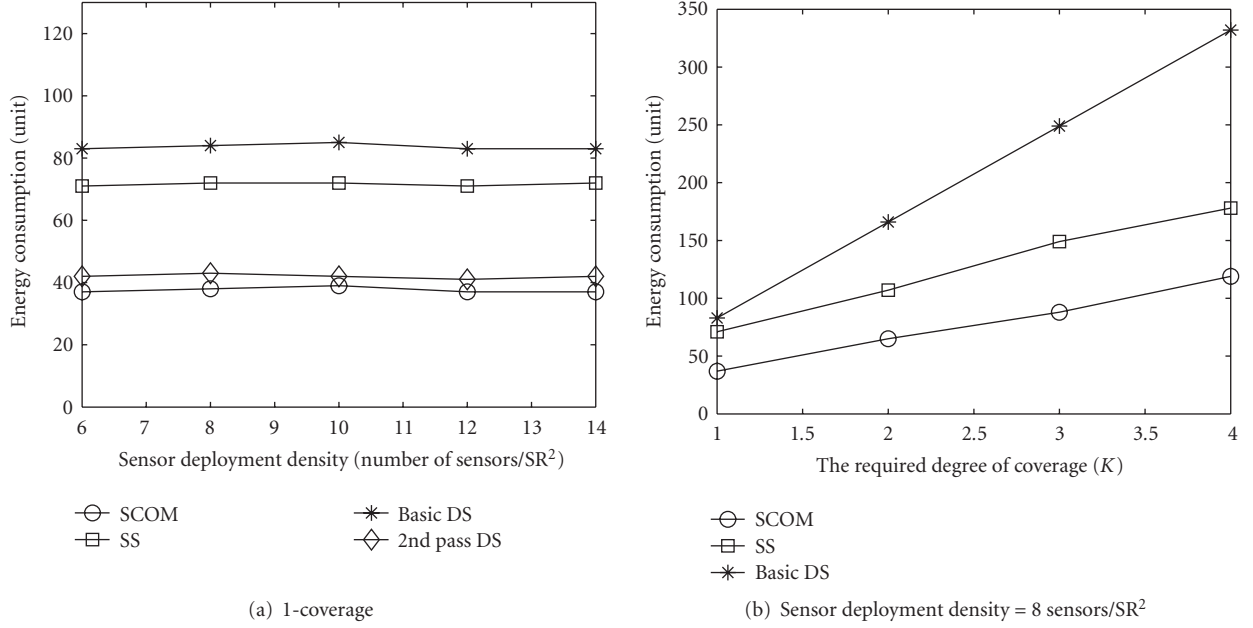 120
100
80
60
40
20
0
Energy consumption (unit)
6 7 8 9 10 11 12 13 14
Sensor deployment density (number of sensors/SR²)
SCOM
SS
Basic DS
2nd pass DS
(a) 1-coverage
350
300
250
200
150
100
50
0
Energy consumption (unit)
1 1.5 2 2.5 3 3.5 4
The required degree of coverage (K)
SCOM
SS
Basic DS
(b) Sensor deployment density = 8 sensors/SR²